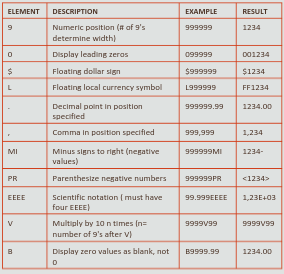 ELEMENT DESCRIPTION EXAMPLE RESULT
9 Numeric position (# of 9's 999999 1234
determine width)
0 Display leading zeros 099999 001234
$ Floating dollar sign $999999 $1234
L Floating local currency symbol L999999 FF1234
. Decimal point in position 999999.99 1234.00
specified
, Comma in position specified 999,999 1,234
MI Minus signs to right (negative 999999MI 1234-
values)
PR Parenthesize negative numbers 999999PR <1234>
EEEE Scientific notation ( must have 99.999EEEE 1,23E+03
four EEEE)
V Multiply by 10 n times (n= 9999V99 9999V99
number of 9's after V)
B Display zero values as blank, not B9999.99 1234.00
0